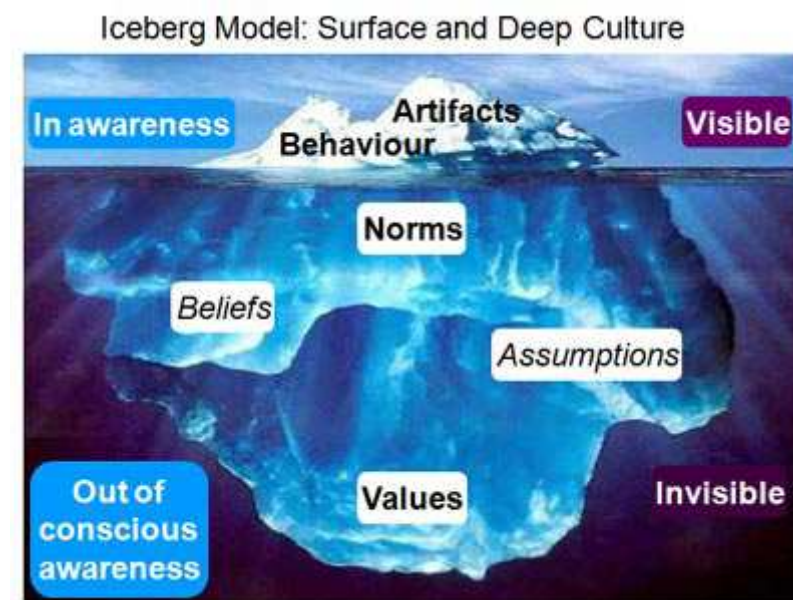 Iceberg Model: Surface and Deep Culture
In awareness
Artifacts
Behaviour
Visible
Norms
Beliefs
Assumptions
Out of
conscious
awareness
Values
Invisible